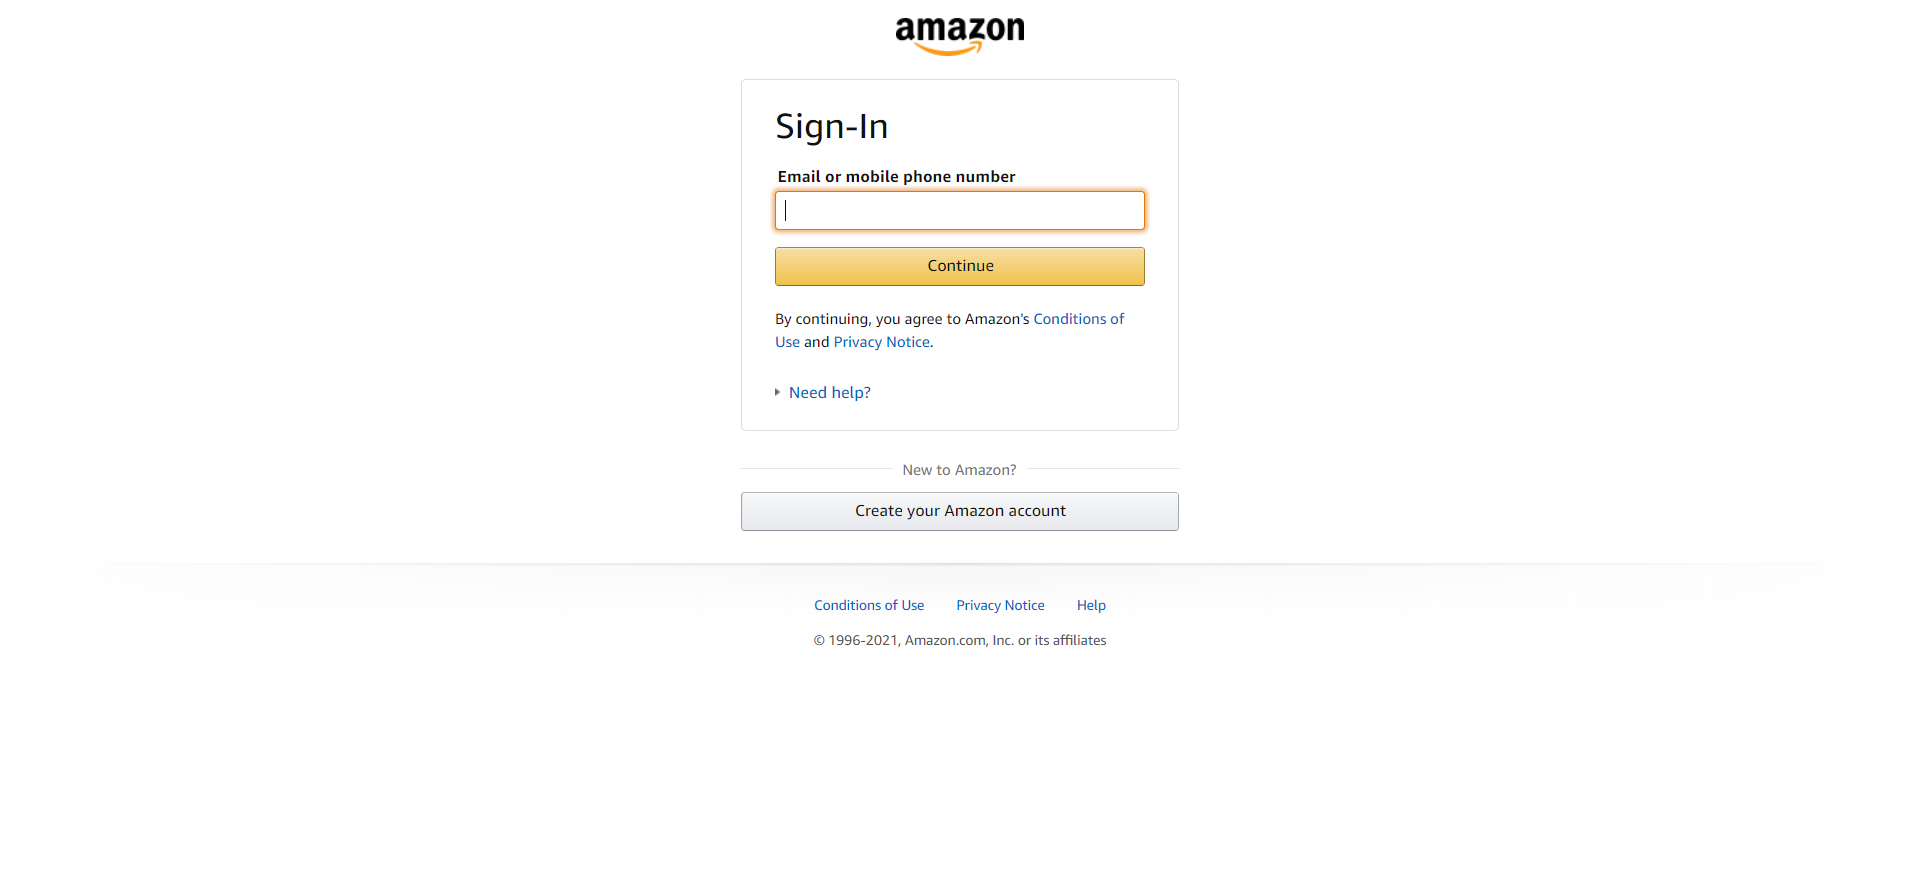 amazon
Sign-In
Email or mobile phone number
Continue
By continuing, you agree to Amazon's Conditions of
Use and Privacy Notice.
Need help?
New to Amazon?
Create your Amazon account
Conditions of Use Privacy Notice Help
© 1996-2021, Amazon.com, Inc. or its affiliates